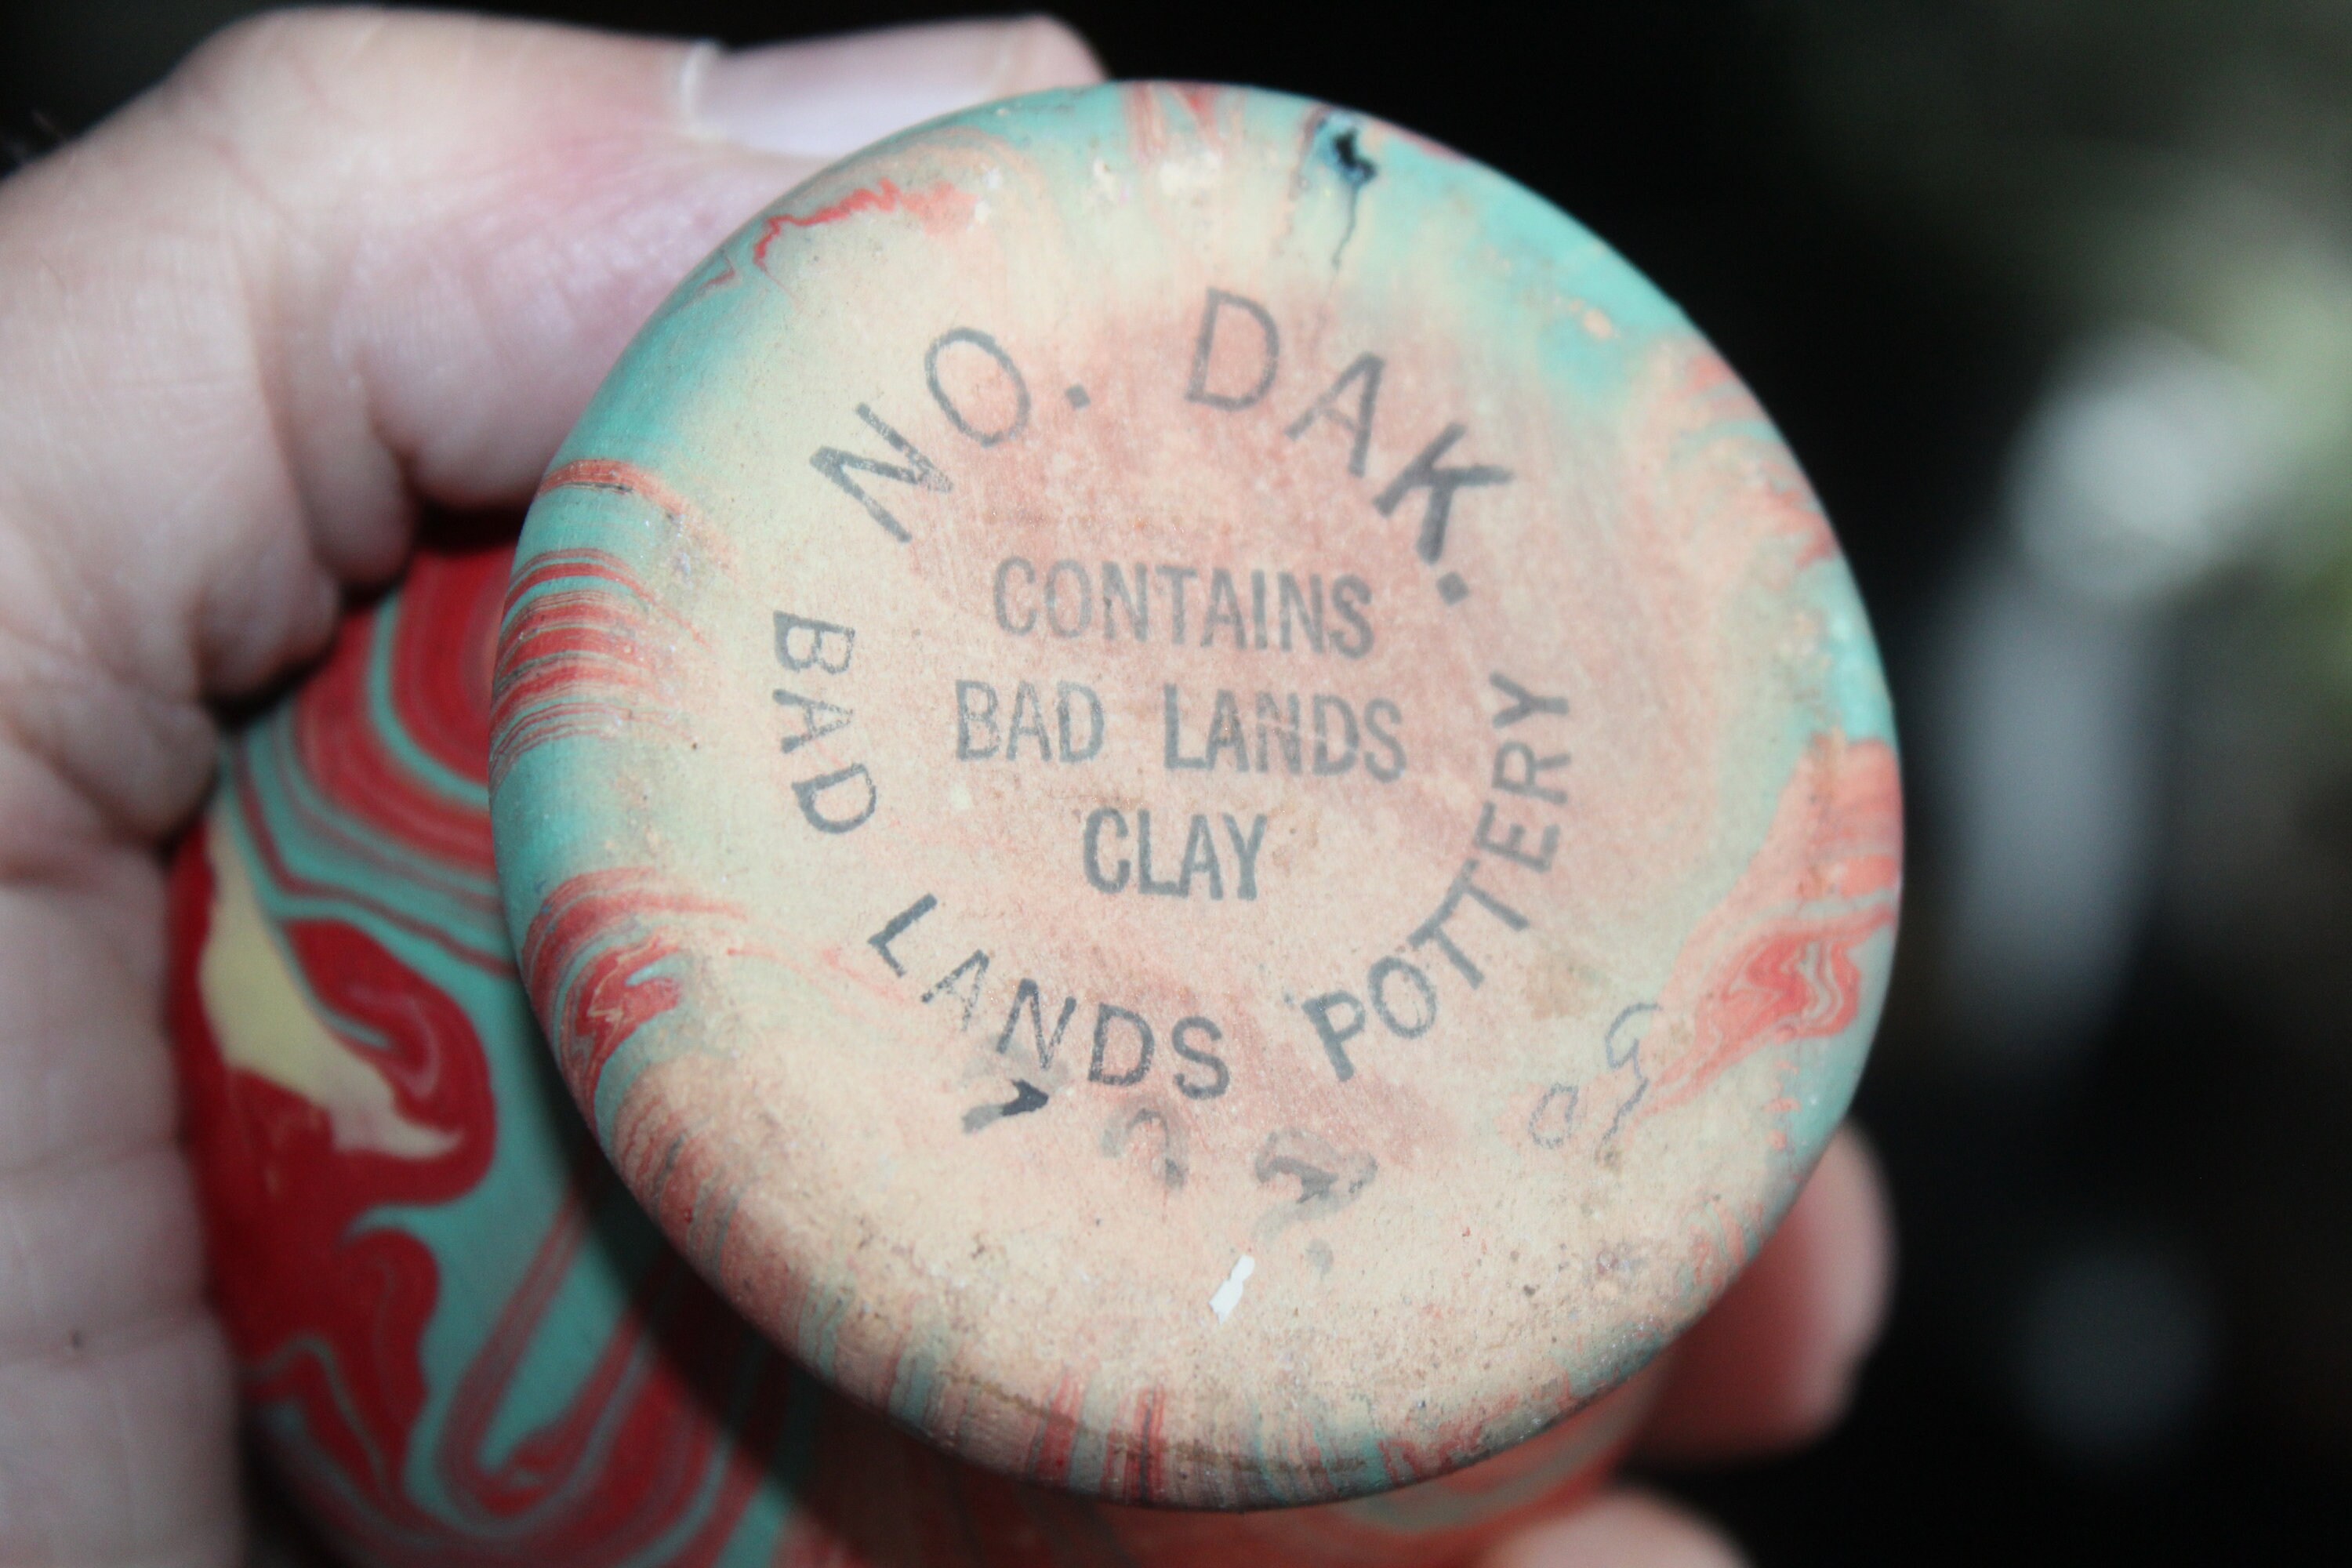 NO. DAK.
CONTAINS
BAD LANDS
CLAY
BAD LANDS POTTERY